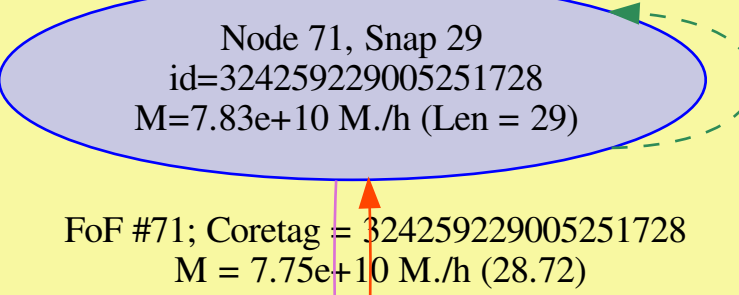 Node 71, Snap 29
id=324259229005251728
M=7.83e+10 M./h (Len = 29)
FoF #71; Coretag = 324259229005251728
M = 7.75e+10 M./h (28.72)